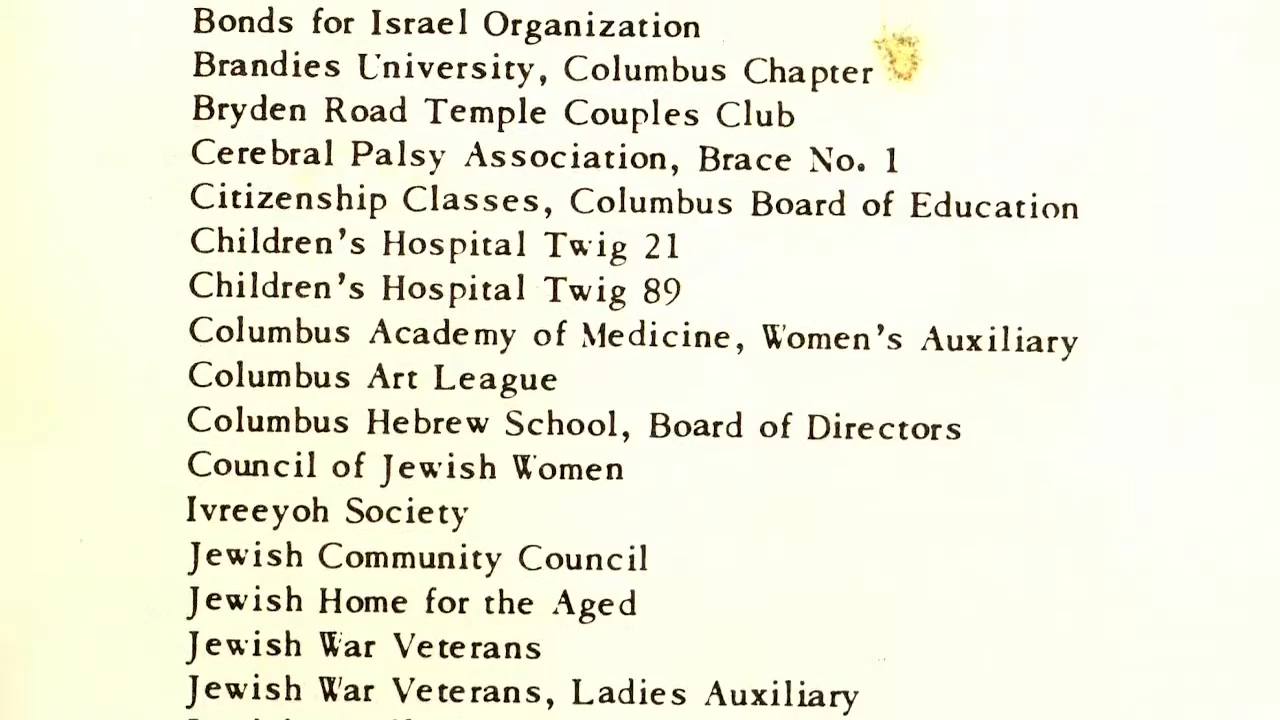 Bonds for Israel Organization
Brandies University, Columbus Chapter
Bryden Road Temple Couples Club
Cerebral Palsy Association, Brace No. 1
Citizenship Classes, Columbus Board of Education
Children's Hospital Twig 21
Children's Hospital Twig 89
Columbus Academy of Medicine, Women's Auxiliary
Columbus Art League
Columbus Hebrew School, Board of Directors
Council of Jewish Women
Ivreeyoh Society
Jewish Community Council
Jewish Home for the Aged
Jewish War Veterans
Jewish War Veterans, Ladies Auxiliary